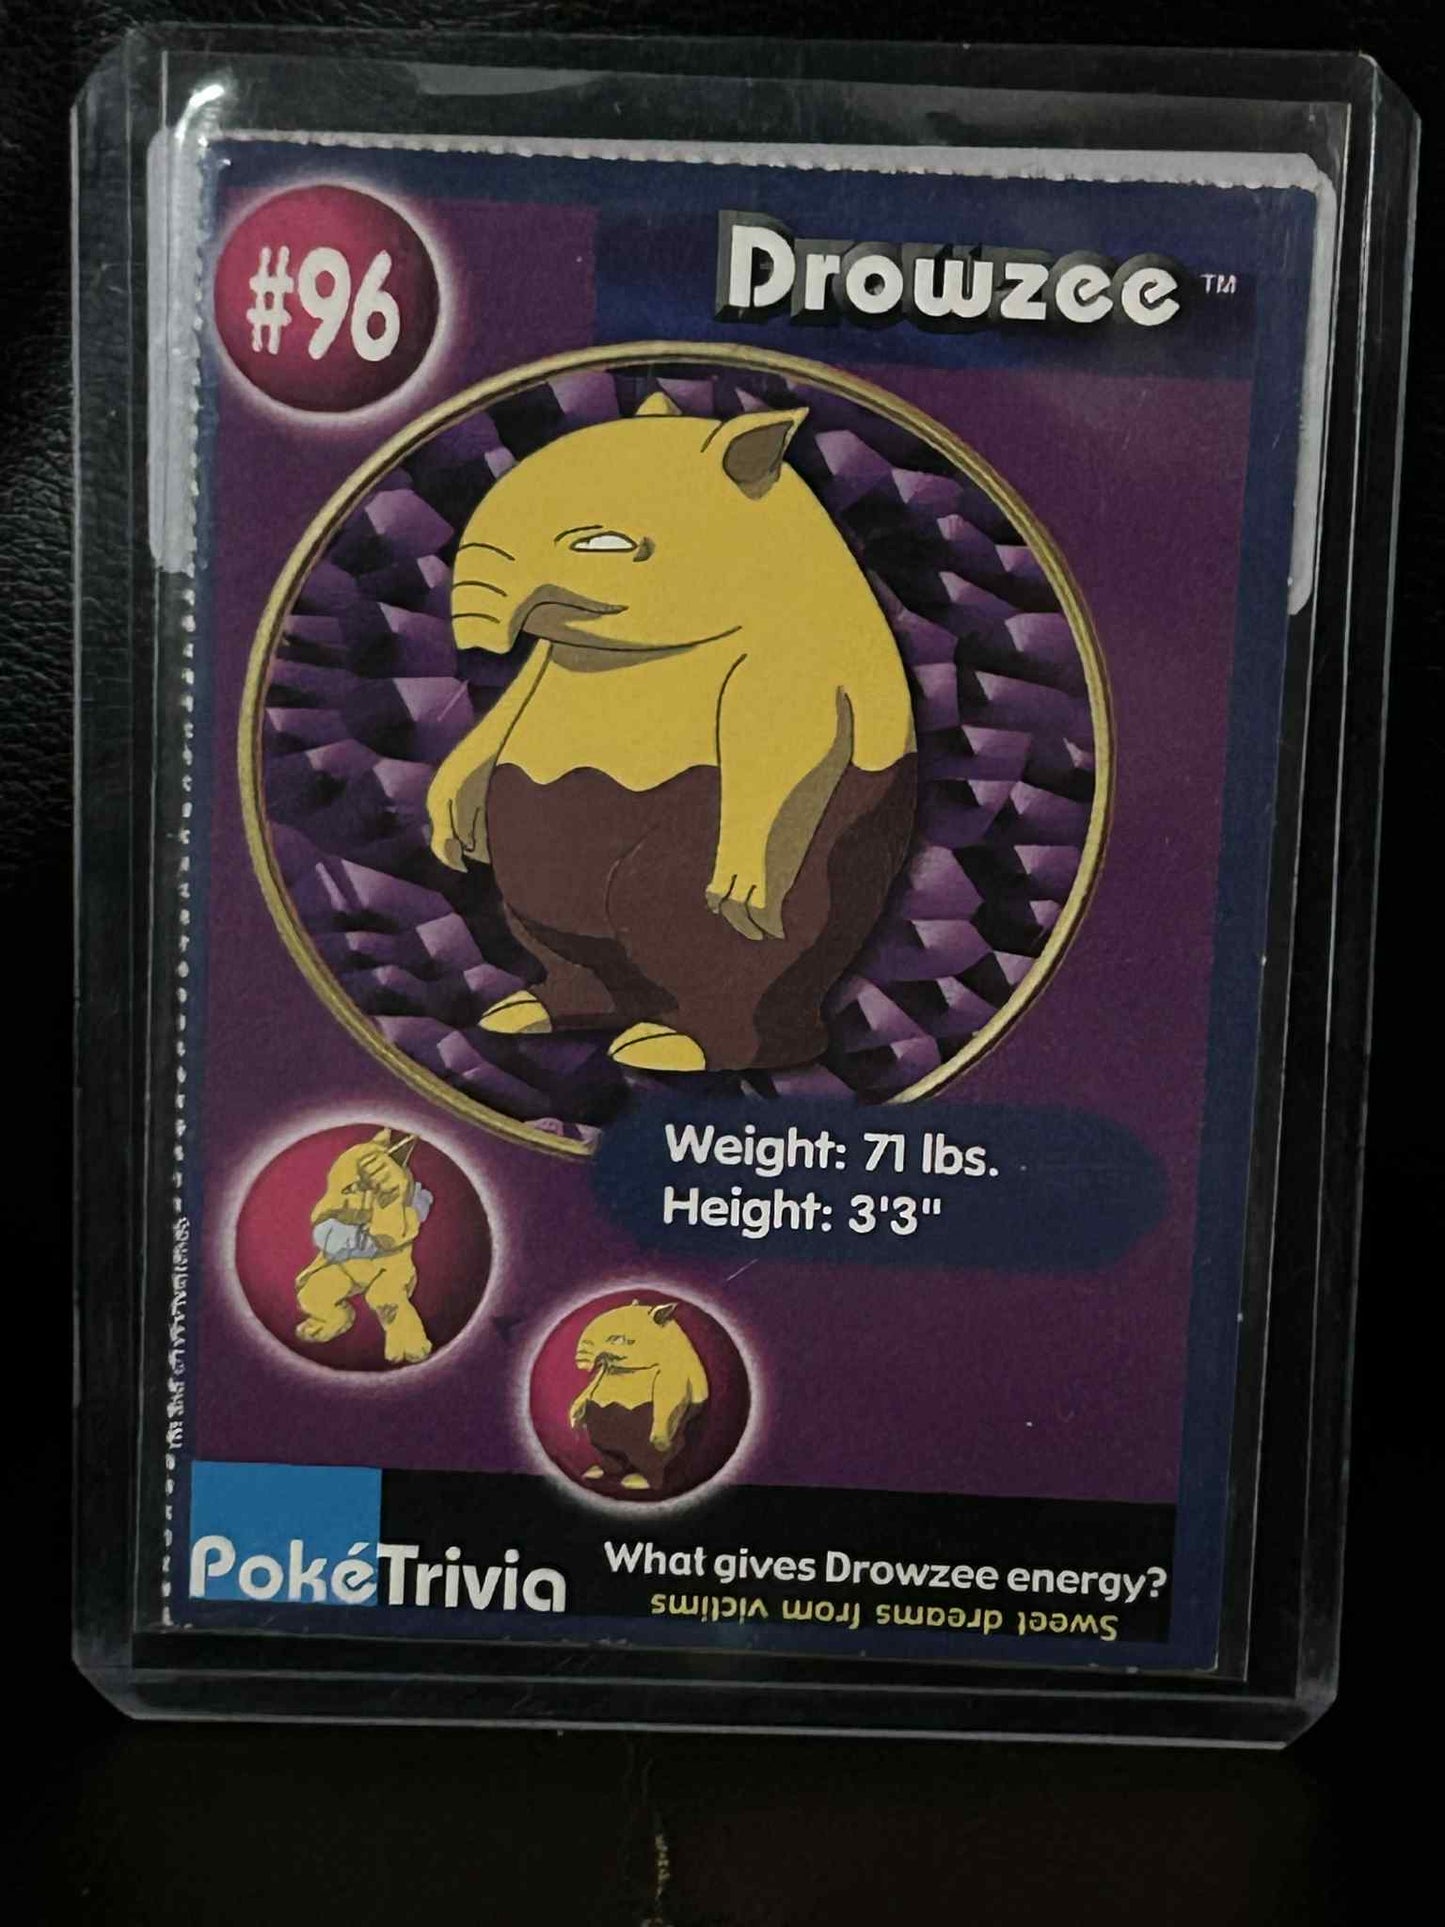 #96
Drowzee™
Weight: 71 lbs.
Height: 3'3"
PokéTrivia
What gives Drowzee energy?
Sweet dreams from victims